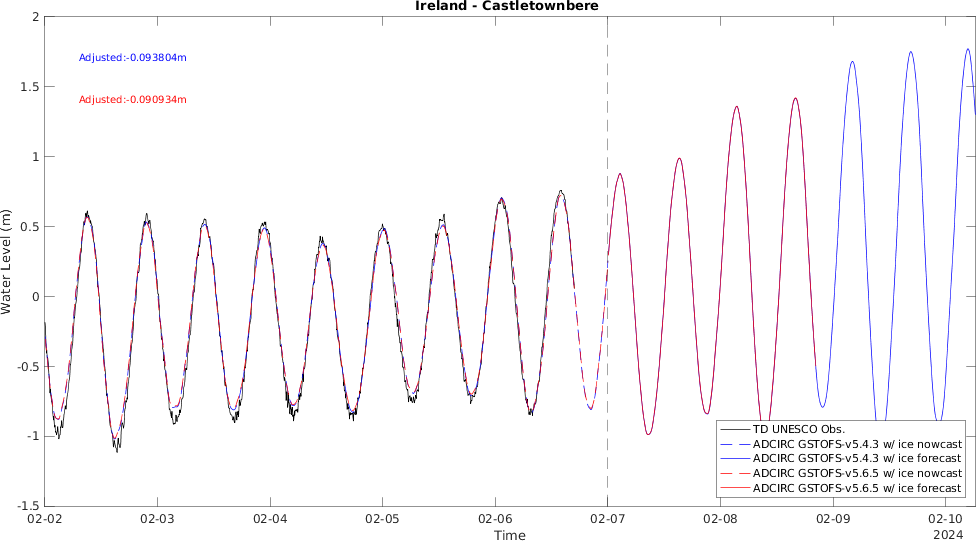 Ireland - Castletownbere
2
1.5
1
0.5
0
-0.5
-1
-1.5
Water Level (m)
Adjusted:-0.093804m
Adjusted:-0.090934m
TD UNESCO Obs.
ADCIRC GSTOFS-v5.4.3 w/ ice nowcast
ADCIRC GSTOFS-v5.4.3 w/ ice forecast
ADCIRC GSTOFS-v5.6.5 w/ ice nowcast
ADCIRC GSTOFS-v5.6.5 w/ ice forecast
02-02 02-03 02-04 02-05 02-06 02-07 02-08 02-09 02-10
Time
2024